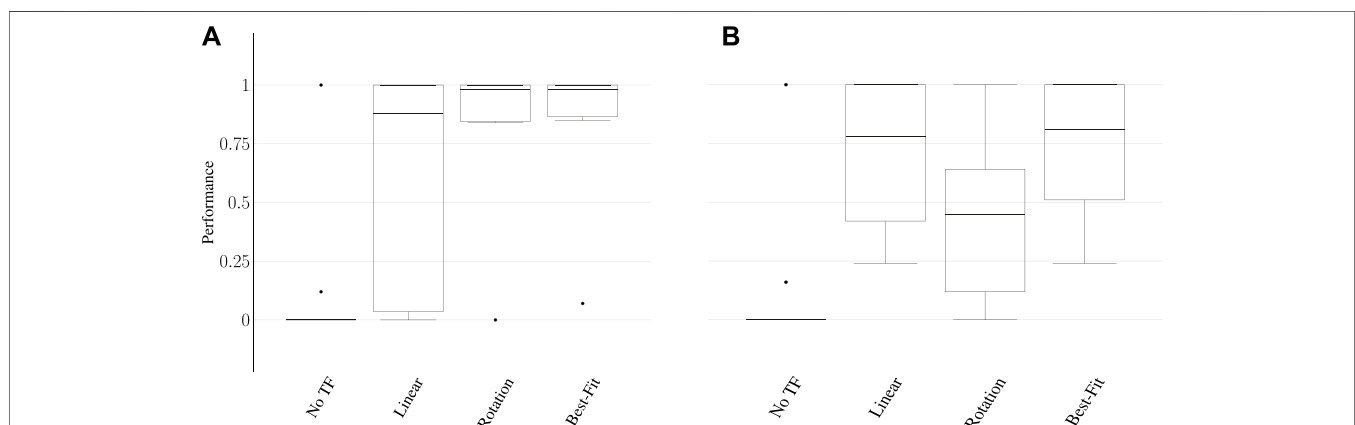 A
B
1
0.75
0.5
0.25
0
Performance
No TF
Linear
Rotation
Best-Fit
No TF
Linear
Rotation
Best-Fit